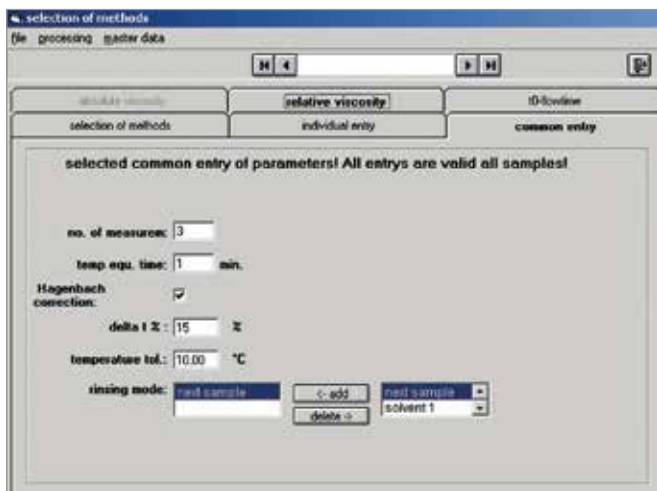 selection of methods
file processing master data
absolute viscosity relative viscosity t0-flowtime
selection of methods individual entry common entry
selected common entry of parameters! All entrys are valid all samples!
no. of measurem: 3
temp equ. time: 1 min.
Hagenbach
correction:
delta t % : 15 %
temperature tol.: 10.00 °C
rinsing mode: next sample <- add next sample
delete -> solvent 1